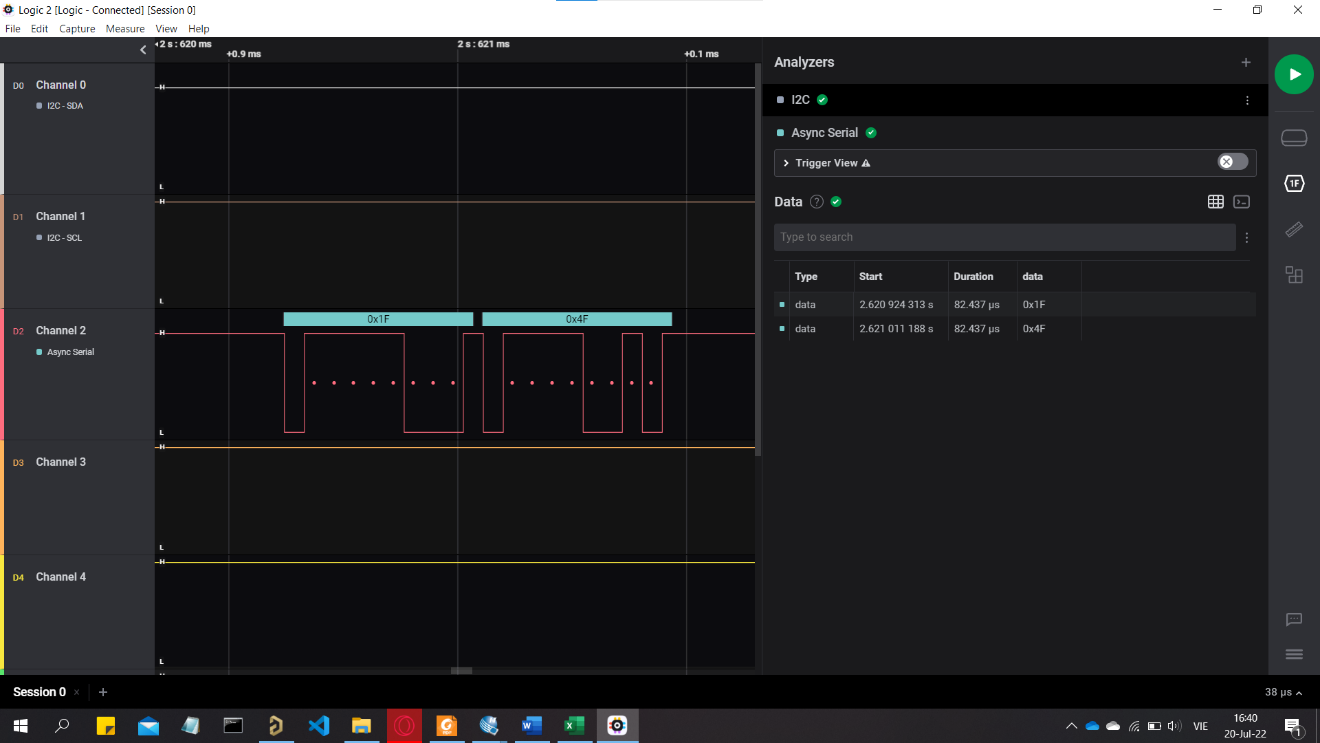 Logic 2 [Logic - Connected] [Session 0]
File Edit Capture Measure View Help
2 s : 620 ms
2 s : 621 ms
+0.9 ms
+0.1 ms
D0 Channel 0
I2C - SDA
H
L
D1 Channel 1
I2C - SCL
H
L
D2 Channel 2
Async Serial
H
L
0x1F
0x4F
D3 Channel 3
H
L
D4 Channel 4
H
L
Analyzers
I2C
Async Serial
Trigger View
Data
Type to search
Type Start Duration data
data 2.620 924 313 s 82.437 μs 0x1F
data 2.621 011 188 s 82.437 μs 0x4F
1F
Session 0
38 μs
VIE
16:40
20-Jul-22
1